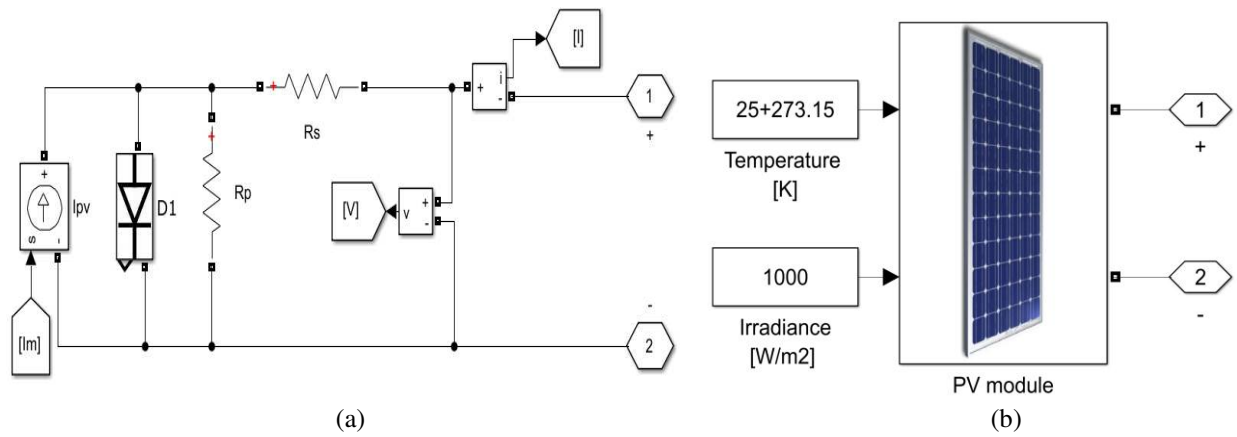 [I]
i
+
-
1
+
+
Rs
+
Rp
+
Ipv
s
-
D1
[V]
v
+
-
[Im]
-
2
(a)
25+273.15
Temperature
[K]
1000
Irradiance
[W/m2]
PV module
1
+
2
-
(b)